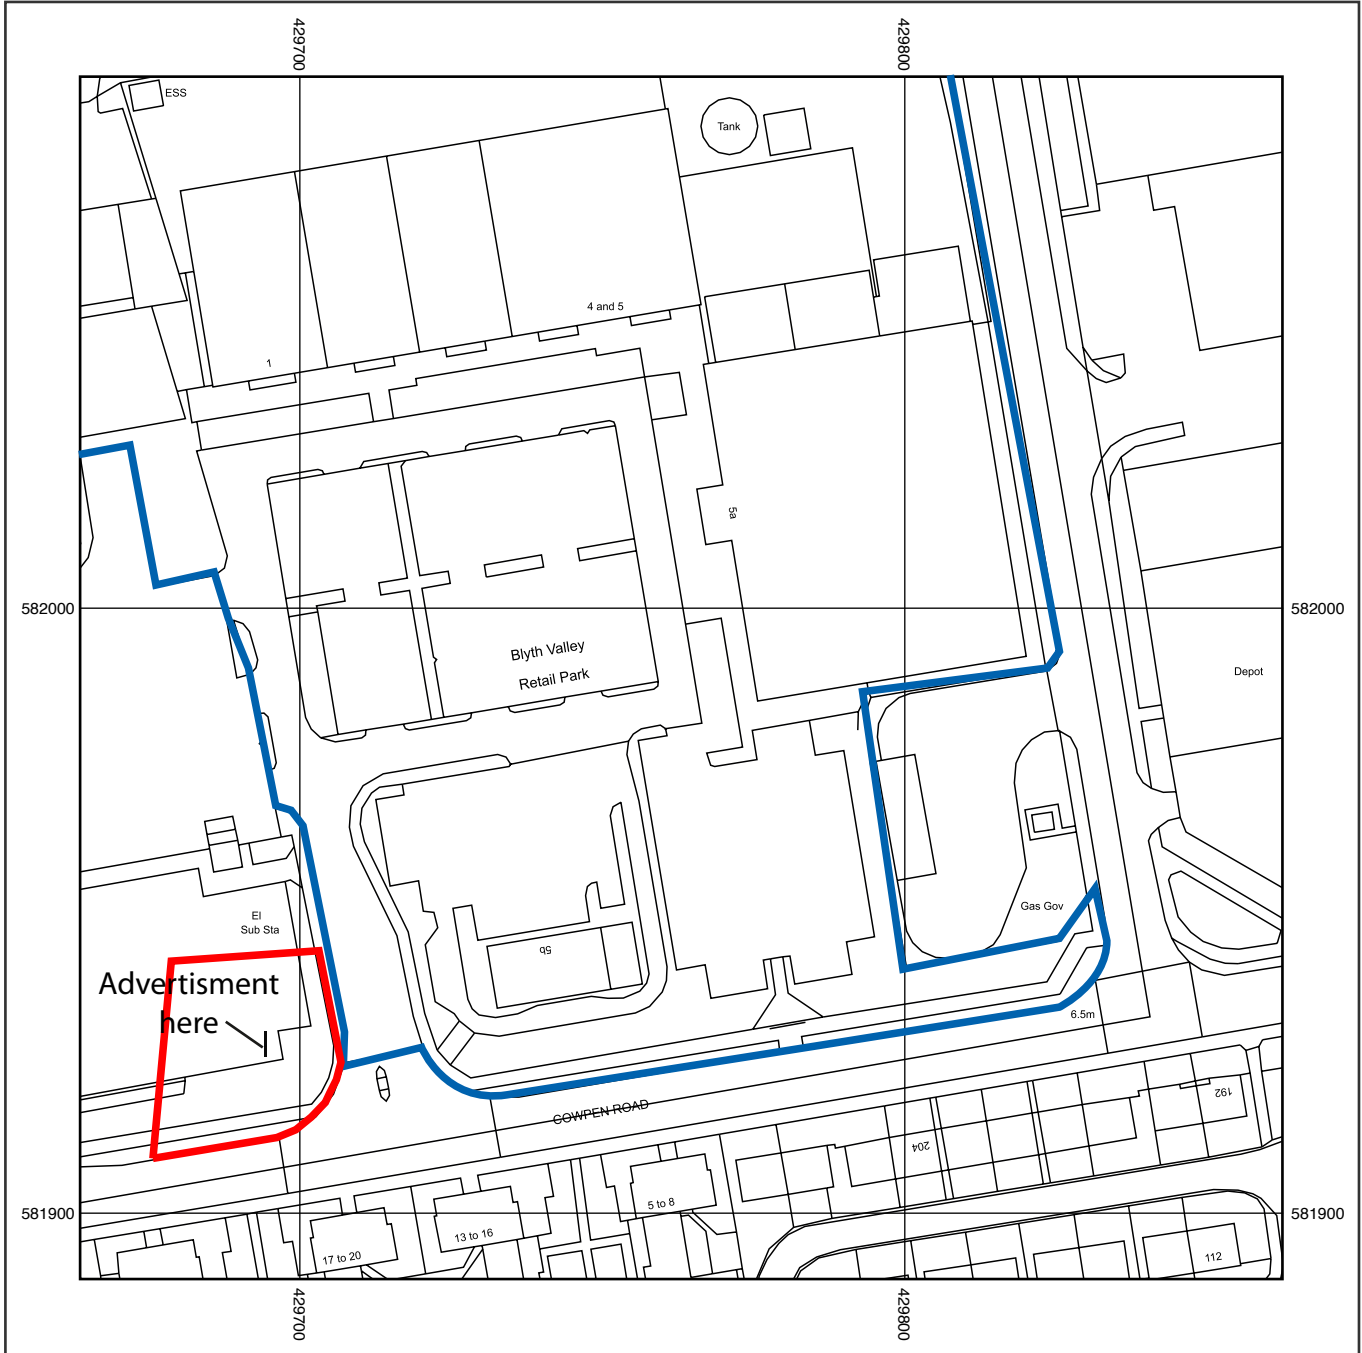 429700
429800
ESS
Tank
4 and 5
1
5a
582000
582000
Blyth Valley
Retail Park
Depot
El
Sub Sta
Gas Gov
5b
Advertisment
here
6.5m
COWPEN ROAD
192
204
5 to 8
13 to 16
17 to 20
112
581900
581900
429700
429800